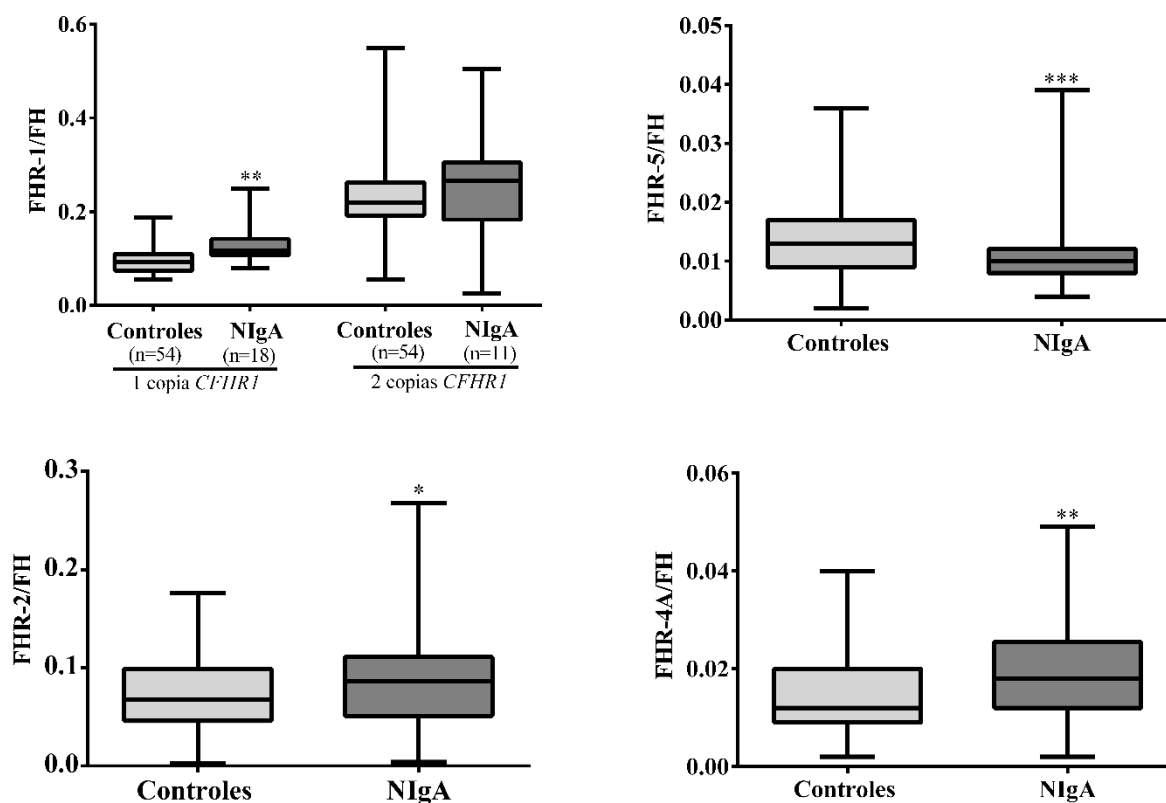 FHR-1/FH
0.6
0.4
0.2
0.0
**
Controles
(n=54)
NIgA
(n=18)
1 copia CFHR1
Controles
(n=54)
NIgA
(n=11)
2 copias CFHR1
FHR-5/FH
0.05
0.04
0.03
0.02
0.01
0.00
***
Controles
NIgA
FHR-2/FH
0.3
0.2
0.1
0.0
*
Controles
NIgA
FHR-4A/FH
0.06
0.04
0.02
0.00
**
Controles
NIgA